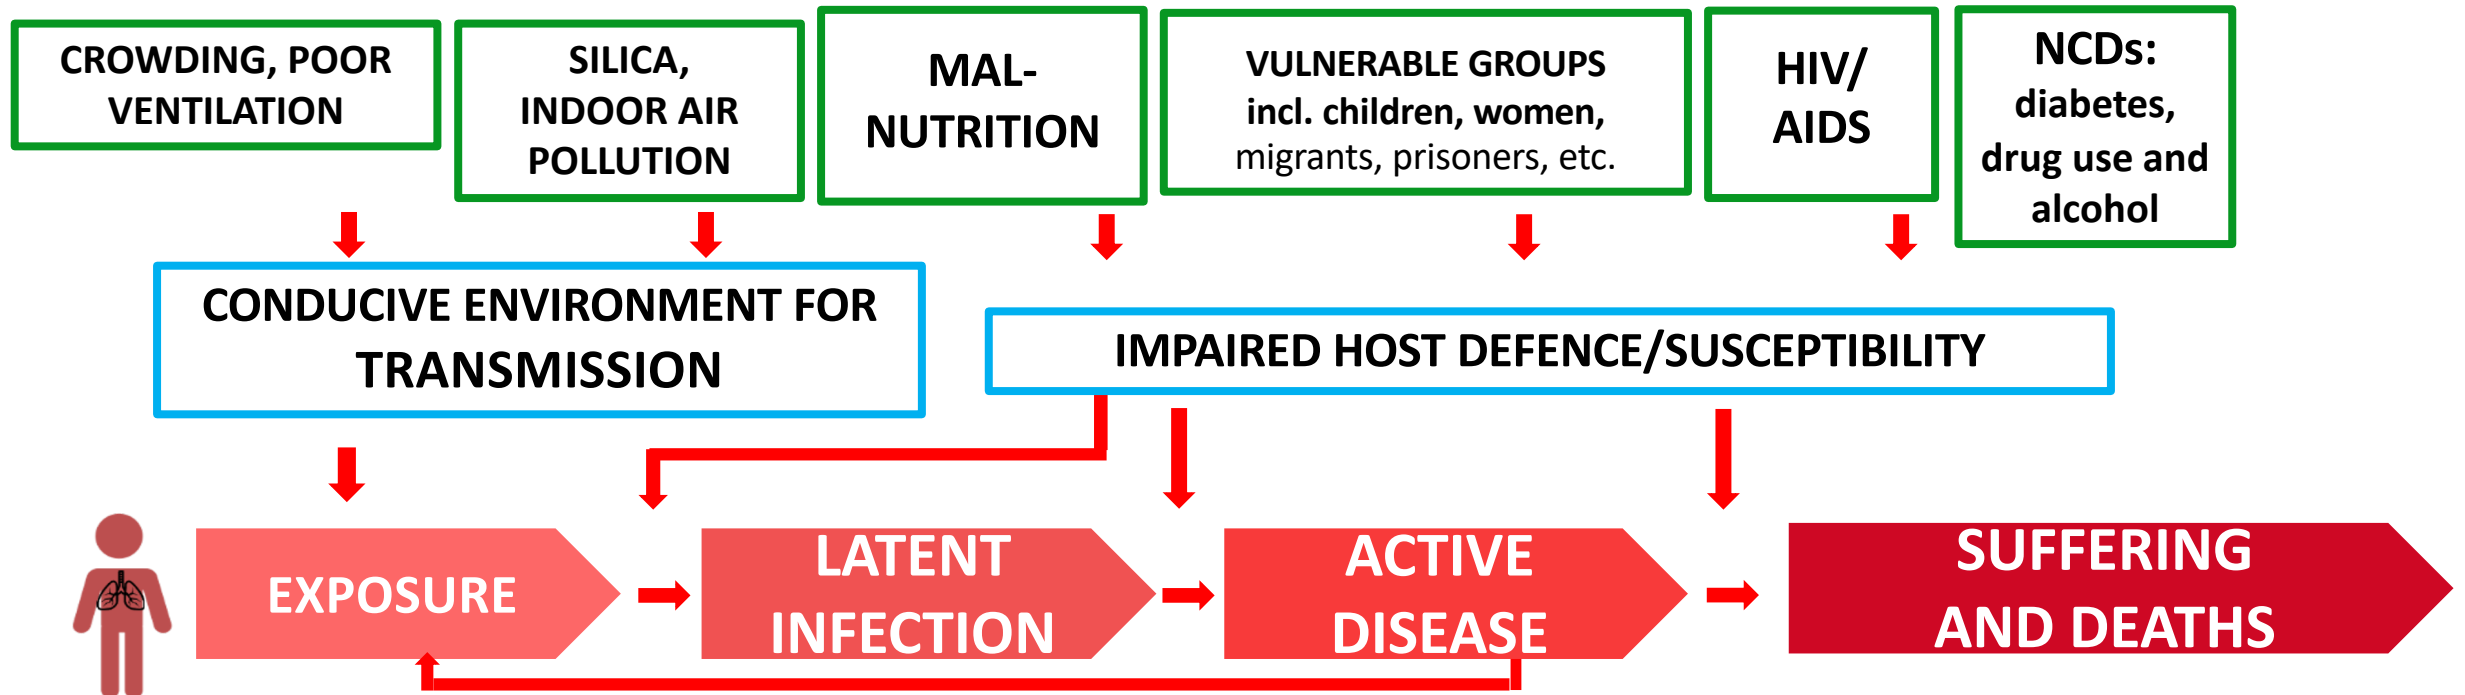 CROWDING, POOR
VENTILATION
SILICA,
INDOOR AIR
POLLUTION
MAL-
NUTRITION
VULNERABLE GROUPS
incl. children, women,
migrants, prisoners, etc.
HIV/
AIDS
NCDs:
diabetes,
drug use and
alcohol
CONDUCIVE ENVIRONMENT FOR
TRANSMISSION
IMPAIRED HOST DEFENCE/SUSCEPTIBILITY
EXPOSURE
LATENT
INFECTION
ACTIVE
DISEASE
SUFFERING
AND DEATHS